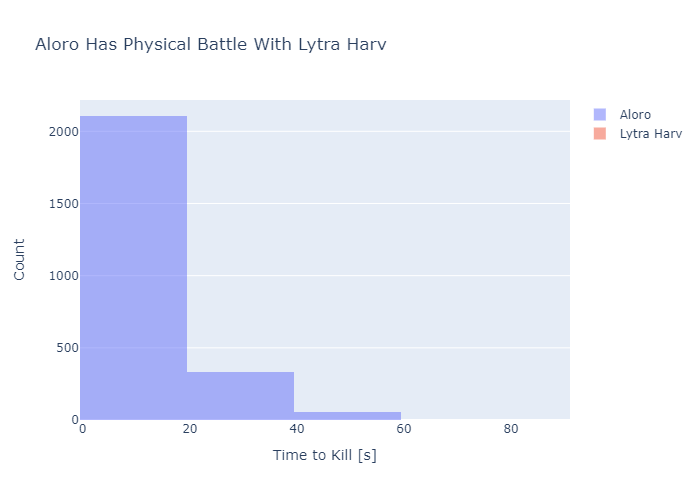 Aloro Has Physical Battle With Lytra Harv
Aloro
Lytra Harv
Count
2000
1500
1000
500
0
0
20
40
60
80
Time to Kill [s]